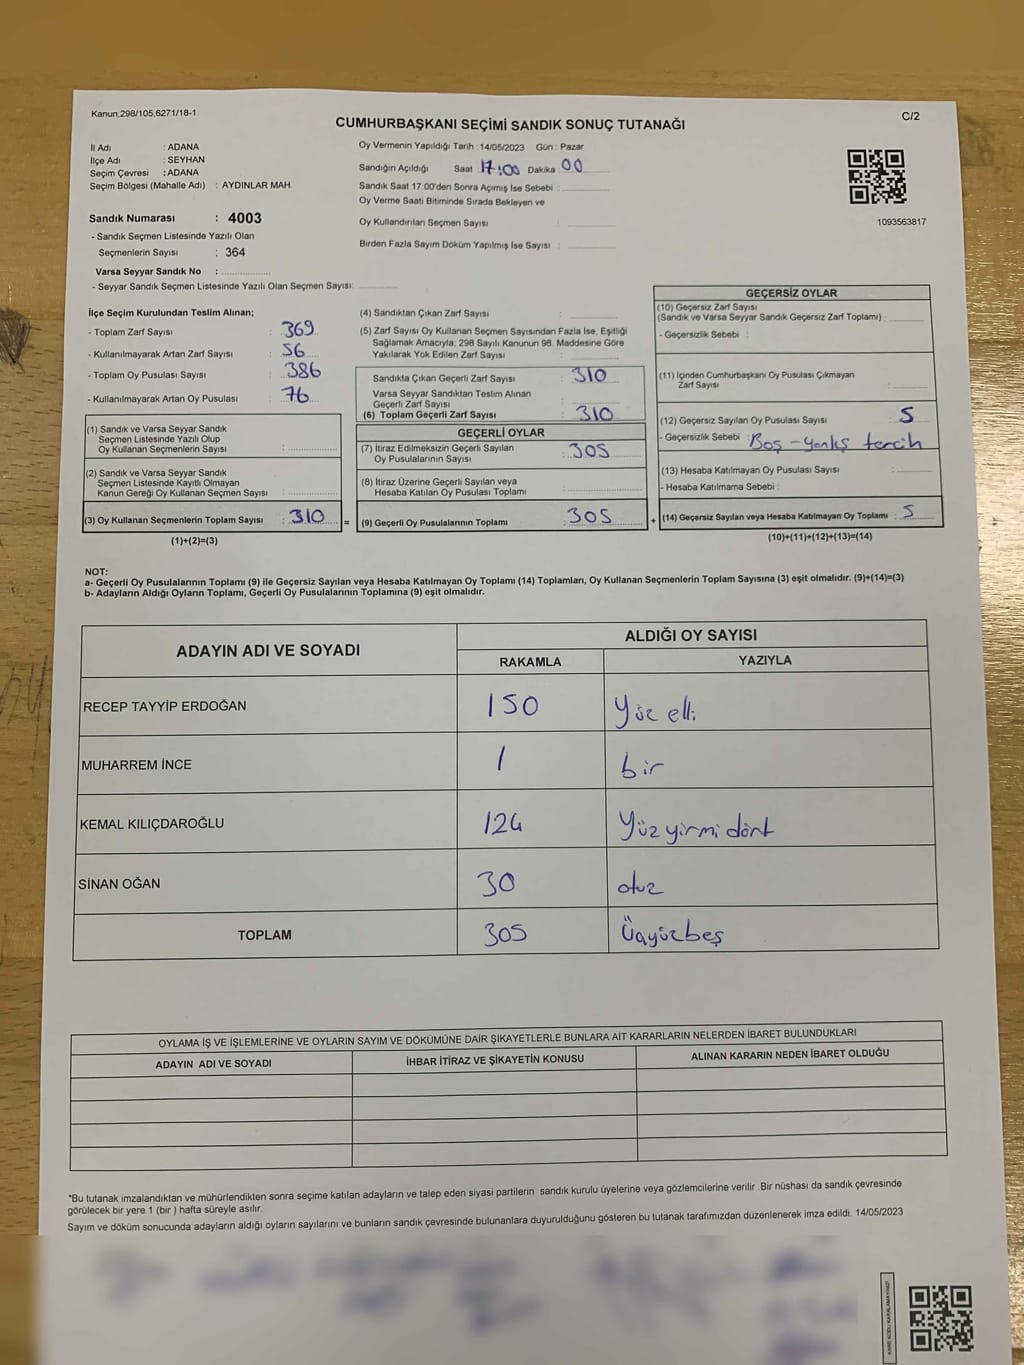 Kanun;298/105,6271/18-1
C/2
CUMHURBAŞKANI SEÇİMİ SANDIK SONUÇ TUTANAĞI
İl Adı : ADANA
İlçe Adı : SEYHAN
Seçim Çevresi : ADANA
Seçim Bölgesi (Mahalle Adı) : AYDINLAR MAH.
Sandık Numarası : 4003
- Sandık Seçmen Listesinde Yazılı Olan
Seçmenlerin Sayısı : 364
Varsa Seyyar Sandık No : ....................
- Seyyar Sandık Seçmen Listesinde Yazılı Olan Seçmen Sayısı: ............
Oy Vermenin Yapıldığı Tarih : 14/05/2023 Gün : Pazar
Sandığın Açıldığı Saat : 17:00 Dakika : 00
Sandık Saat 17.00'den Sonra Açımış İse Sebebi : ..............
Oy Verme Saati Bitiminde Sırada Bekleyen ve
Oy Kullandırılan Seçmen Sayısı : ..............
Birden Fazla Sayım Döküm Yapılmış İse Sayısı : ..............
1093563817
İlçe Seçim Kurulundan Teslim Alınan;
- Toplam Zarf Sayısı : 369
- Kullanılmayarak Artan Zarf Sayısı : 56
- Toplam Oy Pusulası Sayısı : 386
- Kullanılmayarak Artan Oy Pusulası : 76
(1) Sandık ve Varsa Seyyar Sandık
Seçmen Listesinde Yazılı Olup
Oy Kullanan Seçmenlerin Sayısı : ..............
(2) Sandık ve Varsa Seyyar Sandık
Seçmen Listesinde Kayıtlı Olmayan
Kanun Gereği Oy Kullanan Seçmen Sayısı : ..............
(3) Oy Kullanan Seçmenlerin Toplam Sayısı : 310 =
(1)+(2)=(3)
(4) Sandıktan Çıkan Zarf Sayısı : ..............
(5) Zarf Sayısı Oy Kullanan Seçmen Sayısından Fazla İse, Eşitliği
Sağlamak Amacıyla; 298 Sayılı Kanunun 98. Maddesine Göre
Yakılarak Yok Edilen Zarf Sayısı : ..............
Sandıkta Çıkan Geçerli Zarf Sayısı : 310
Varsa Seyyar Sandıktan Teslim Alınan
Geçerli Zarf Sayısı : ..............
(6) Toplam Geçerli Zarf Sayısı : 310
GEÇERLİ OYLAR
(7) İtiraz Edilmeksizin Geçerli Sayılan
Oy Pusulalarının Sayısı : 305
(8) İtiraz Üzerine Geçerli Sayılan veya
Hesaba Katılan Oy Pusulası Toplamı : ..............
(9) Geçerli Oy Pusulalarının Toplamı : 305 +
GEÇERSİZ OYLAR
(10) Geçersiz Zarf Sayısı
(Sandık ve Varsa Seyyar Sandık Geçersiz Zarf Toplamı) : ............
- Geçersizlik Sebebi :
(11) İçinden Cumhurbaşkanı Oy Pusulası Çıkmayan
Zarf Sayısı : ............
(12) Geçersiz Sayılan Oy Pusulası Sayısı : 5
- Geçersizlik Sebebi : Boş - yanlış tercih
(13) Hesaba Katılmayan Oy Pusulası Sayısı : ............
- Hesaba Katılmama Sebebi :
(14) Geçersiz Sayılan veya Hesaba Katılmayan Oy Toplamı : 5
(10)+(11)+(12)+(13)=(14)
NOT:
a- Geçerli Oy Pusulalarının Toplamı (9) ile Geçersiz Sayılan veya Hesaba Katılmayan Oy Toplamı (14) Toplamları, Oy Kullanan Seçmenlerin Toplam Sayısına (3) eşit olmalıdır. (9)+(14)=(3)
b- Adayların Aldığı Oyların Toplamı, Geçerli Oy Pusulalarının Toplamına (9) eşit olmalıdır.
ADAYIN ADI VE SOYADI
ALDIĞI OY SAYISI
RAKAMLA YAZIYLA
RECEP TAYYİP ERDOĞAN 150 Yüz elli
MUHARREM İNCE 1 bir
KEMAL KILIÇDAROĞLU 124 Yüz yirmi dört
SİNAN OĞAN 30 otuz
TOPLAM 305 Üçyüzbeş
OYLAMA İŞ VE İŞLEMLERİNE VE OYLARIN SAYIM VE DÖKÜMÜNE DAİR ŞİKAYETLERLE BUNLARA AİT KARARLARIN NELERDEN İBARET BULUNDUKLARI
ADAYIN ADI VE SOYADI İHBAR İTİRAZ VE ŞİKAYETİN KONUSU ALINAN KARARIN NEDEN İBARET OLDUĞU
*Bu tutanak imzalandıktan ve mühürlendikten sonra seçime katılan adayların ve talep eden siyasi partilerin sandık kurulu üyelerine veya gözlemcilerine verilir. Bir nüshası da sandık çevresinde
görülecek bir yere 1 (bir ) hafta süreyle asılır.
Sayım ve döküm sonucunda adayların aldığı oyların sayılarını ve bunların sandık çevresinde bulunanlara duyurulduğunu gösteren bu tutanak tarafımızdan düzenlenerek imza edildi. 14/05/2023